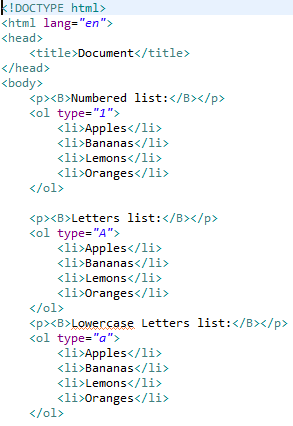 <!DOCTYPE html>
<html lang="en">
<head>
    <title>Document</title>
</head>
<body>
    <p><B>Numbered list:</B></p>
    <ol type="1">
        <li>Apples</li>
        <li>Bananas</li>
        <li>Lemons</li>
        <li>Oranges</li>
    </ol>

    <p><B>Letters list:</B></p>
    <ol type="A">
        <li>Apples</li>
        <li>Bananas</li>
        <li>Lemons</li>
        <li>Oranges</li>
    </ol>
    <p><B>Lowercase Letters list:</B></p>
    <ol type="a">
        <li>Apples</li>
        <li>Bananas</li>
        <li>Lemons</li>
        <li>Oranges</li>
    </ol>